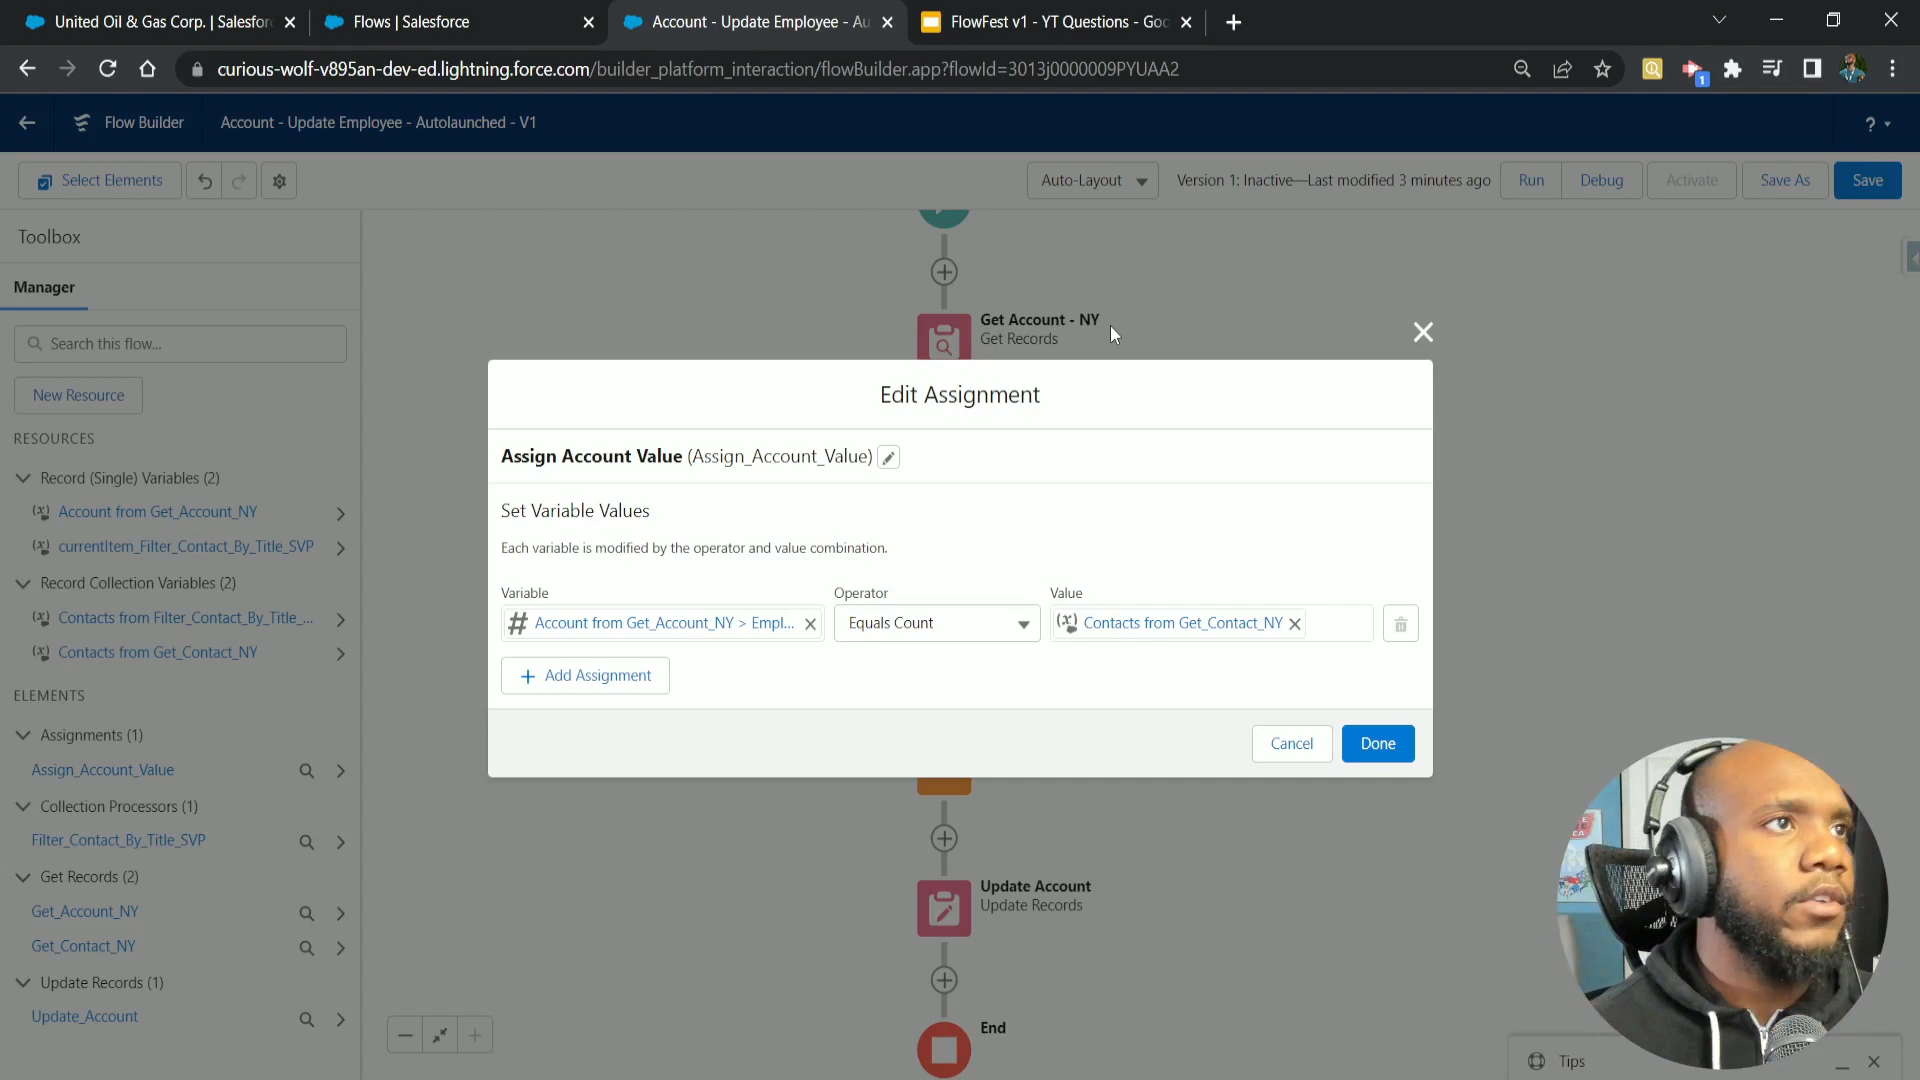 United Oil & Gas Corp. | Salesfor
Flows | Salesforce
Account - Update Employee - Au
FlowFest v1 - YT Questions - Goo
curious-wolf-v895an-dev-ed.lightning.force.com/builder_platform_interaction/flowBuilder.app?flowId=3013j0000009PYUAA2
1
Flow Builder
Account - Update Employee - Autolaunched - V1
?
Select Elements
Auto-Layout
Version 1: Inactive—Last modified 3 minutes ago
Run
Debug
Activate
Save As
Save
Toolbox
Manager
Search this flow...
New Resource
RESOURCES
Record (Single) Variables (2)
Account from Get_Account_NY
currentItem_Filter_Contact_By_Title_SVP
Record Collection Variables (2)
Contacts from Filter_Contact_By_Title_...
Contacts from Get_Contact_NY
ELEMENTS
Assignments (1)
Assign_Account_Value
Collection Processors (1)
Filter_Contact_By_Title_SVP
Get Records (2)
Get_Account_NY
Get_Contact_NY
Update Records (1)
Update_Account
Get Account - NY
Get Records
Edit Assignment
Assign Account Value (Assign_Account_Value)
Set Variable Values
Each variable is modified by the operator and value combination.
Variable
Operator
Value
Account from Get_Account_NY > Empl...
Equals Count
Contacts from Get_Contact_NY
Add Assignment
Cancel
Done
Update Account
Update Records
End
Tips